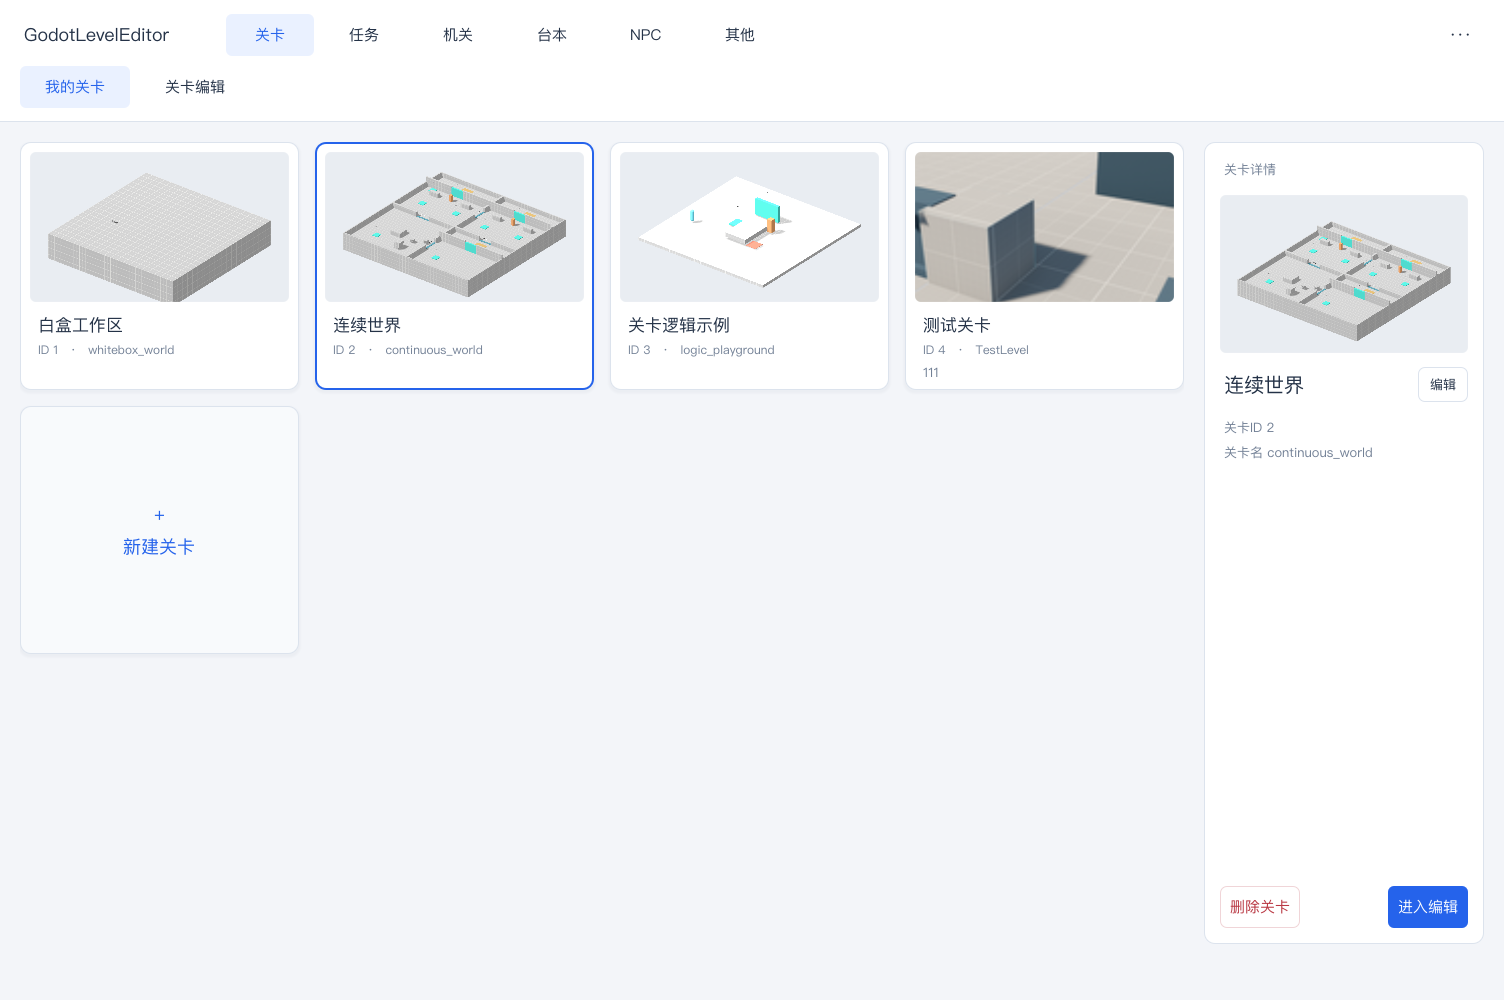 GodotLevelEditor 关卡 任务 机关 台本 NPC 其他 ···
我的关卡 关卡编辑
白盒工作区
ID 1 · whitebox_world
连续世界
ID 2 · continuous_world
关卡逻辑示例
ID 3 · logic_playground
测试关卡
ID 4 · TestLevel
111
+
新建关卡
关卡详情
连续世界 编辑
关卡ID 2
关卡名 continuous_world
删除关卡 进入编辑